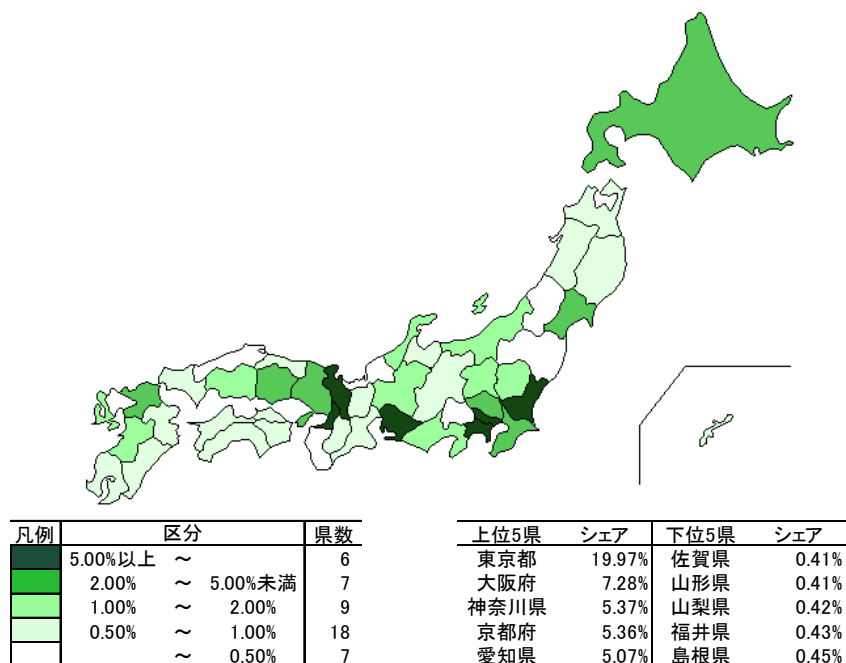 凡例 区分 県数
5.00%以上 ～ 6
2.00% ～ 5.00%未満 7
1.00% ～ 2.00% 9
0.50% ～ 1.00% 18
～ 0.50% 7
上位5県 シェア 下位5県 シェア
東京都 19.97% 佐賀県 0.41%
大阪府 7.28% 山形県 0.41%
神奈川県 5.37% 山梨県 0.42%
京都府 5.36% 福井県 0.43%
愛知県 5.07% 島根県 0.45%